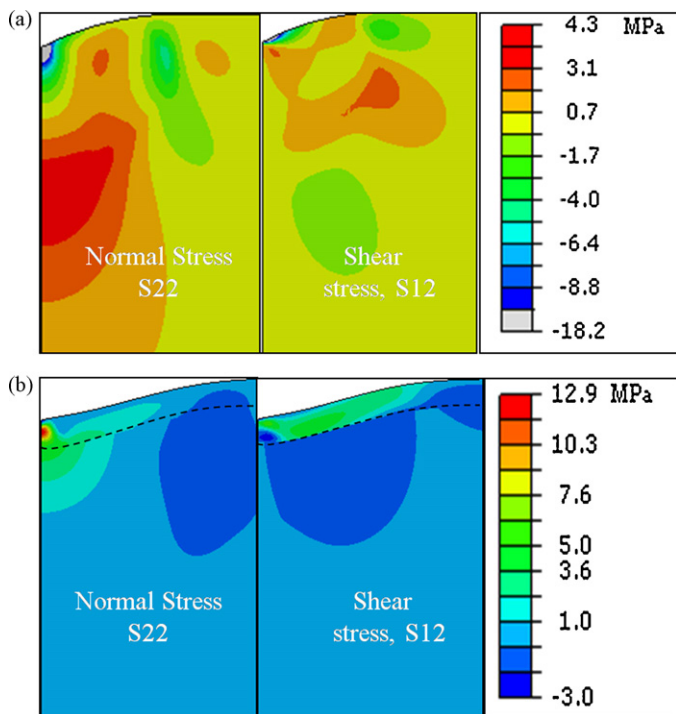 (a)
Normal Stress
S22
Shear
stress, S12
4.3 MPa
3.1
0.7
-1.7
-4.0
-6.4
-8.8
-18.2
(b)
Normal Stress
S22
Shear
stress, S12
12.9 MPa
10.3
7.6
5.0
3.6
1.0
-3.0